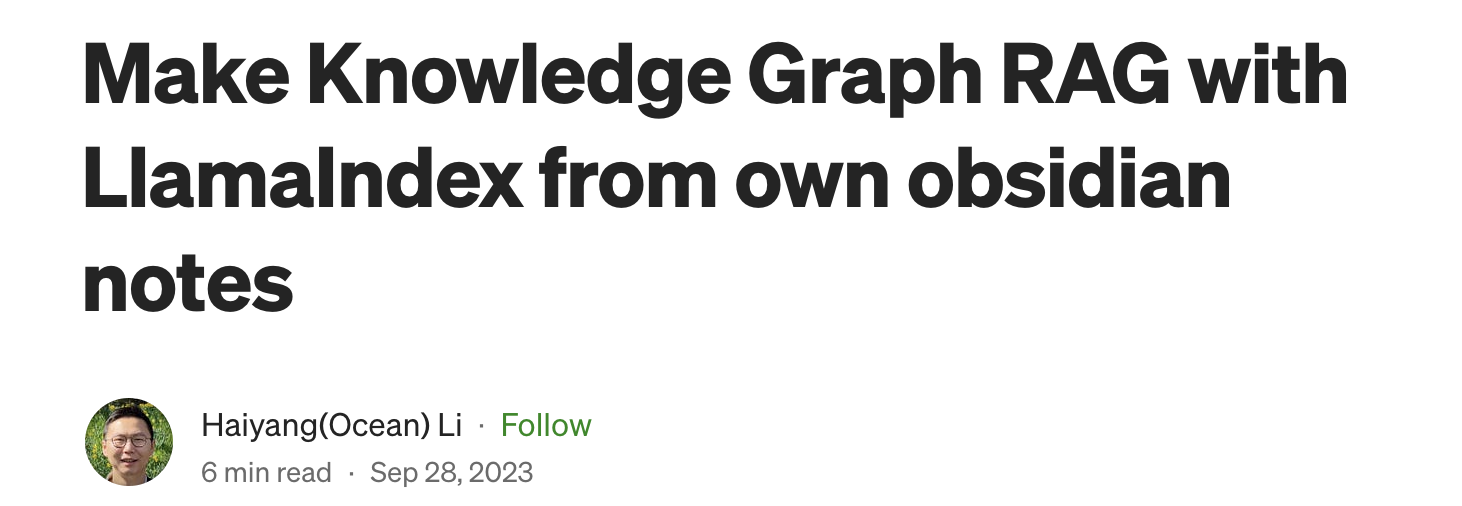 Make Knowledge Graph RAG with
LlamaIndex from own obsidian
notes
Haiyang(Ocean) Li · Follow
6 min read · Sep 28, 2023